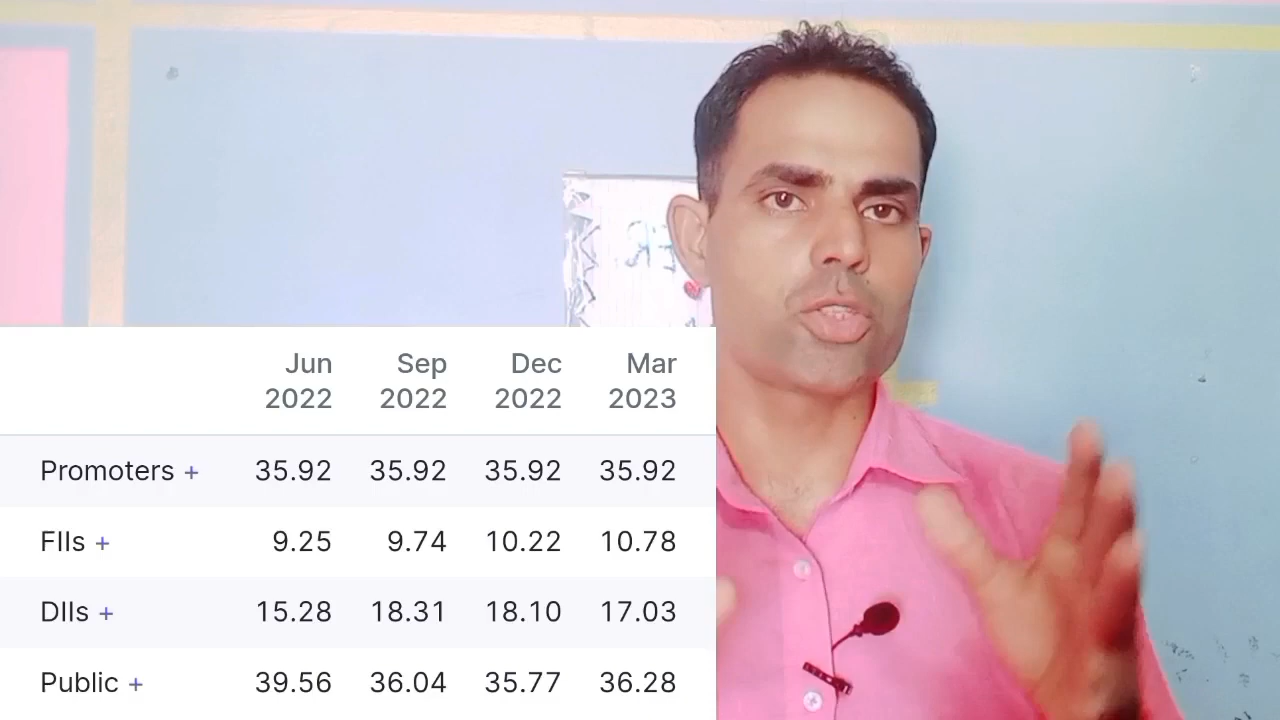 Jun Sep Dec Mar
2022 2022 2022 2023
Promoters + 35.92 35.92 35.92 35.92
FIIs + 9.25 9.74 10.22 10.78
DIIs + 15.28 18.31 18.10 17.03
Public + 39.56 36.04 35.77 36.28